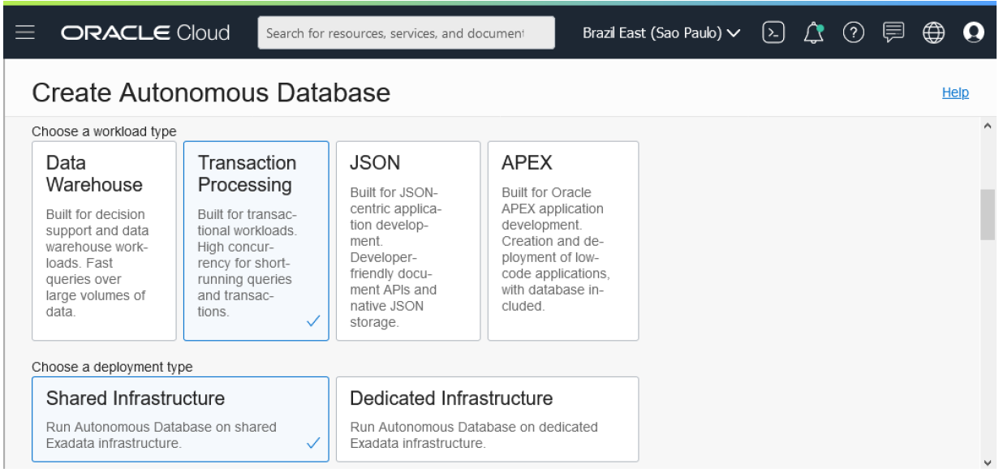 ORACLE Cloud
Search for resources, services, and document
Brazil East (Sao Paulo)
Create Autonomous Database
Help
Choose a workload type
Data
Warehouse
Built for decision
support and data
warehouse work-
loads. Fast
queries over
large volumes of
data.
Transaction
Processing
Built for transac-
tional workloads.
High concur-
rency for short-
running queries
and transac-
tions.
JSON
Built for JSON-
centric applica-
tion develop-
ment.
Developer-
friendly docu-
ment APIs and
native JSON
storage.
APEX
Built for Oracle
APEX application
development.
Creation and de-
ployment of low-
code applications,
with database in-
cluded.
Choose a deployment type
Shared Infrastructure
Run Autonomous Database on shared
Exadata infrastructure.
Dedicated Infrastructure
Run Autonomous Database on dedicated
Exadata infrastructure.